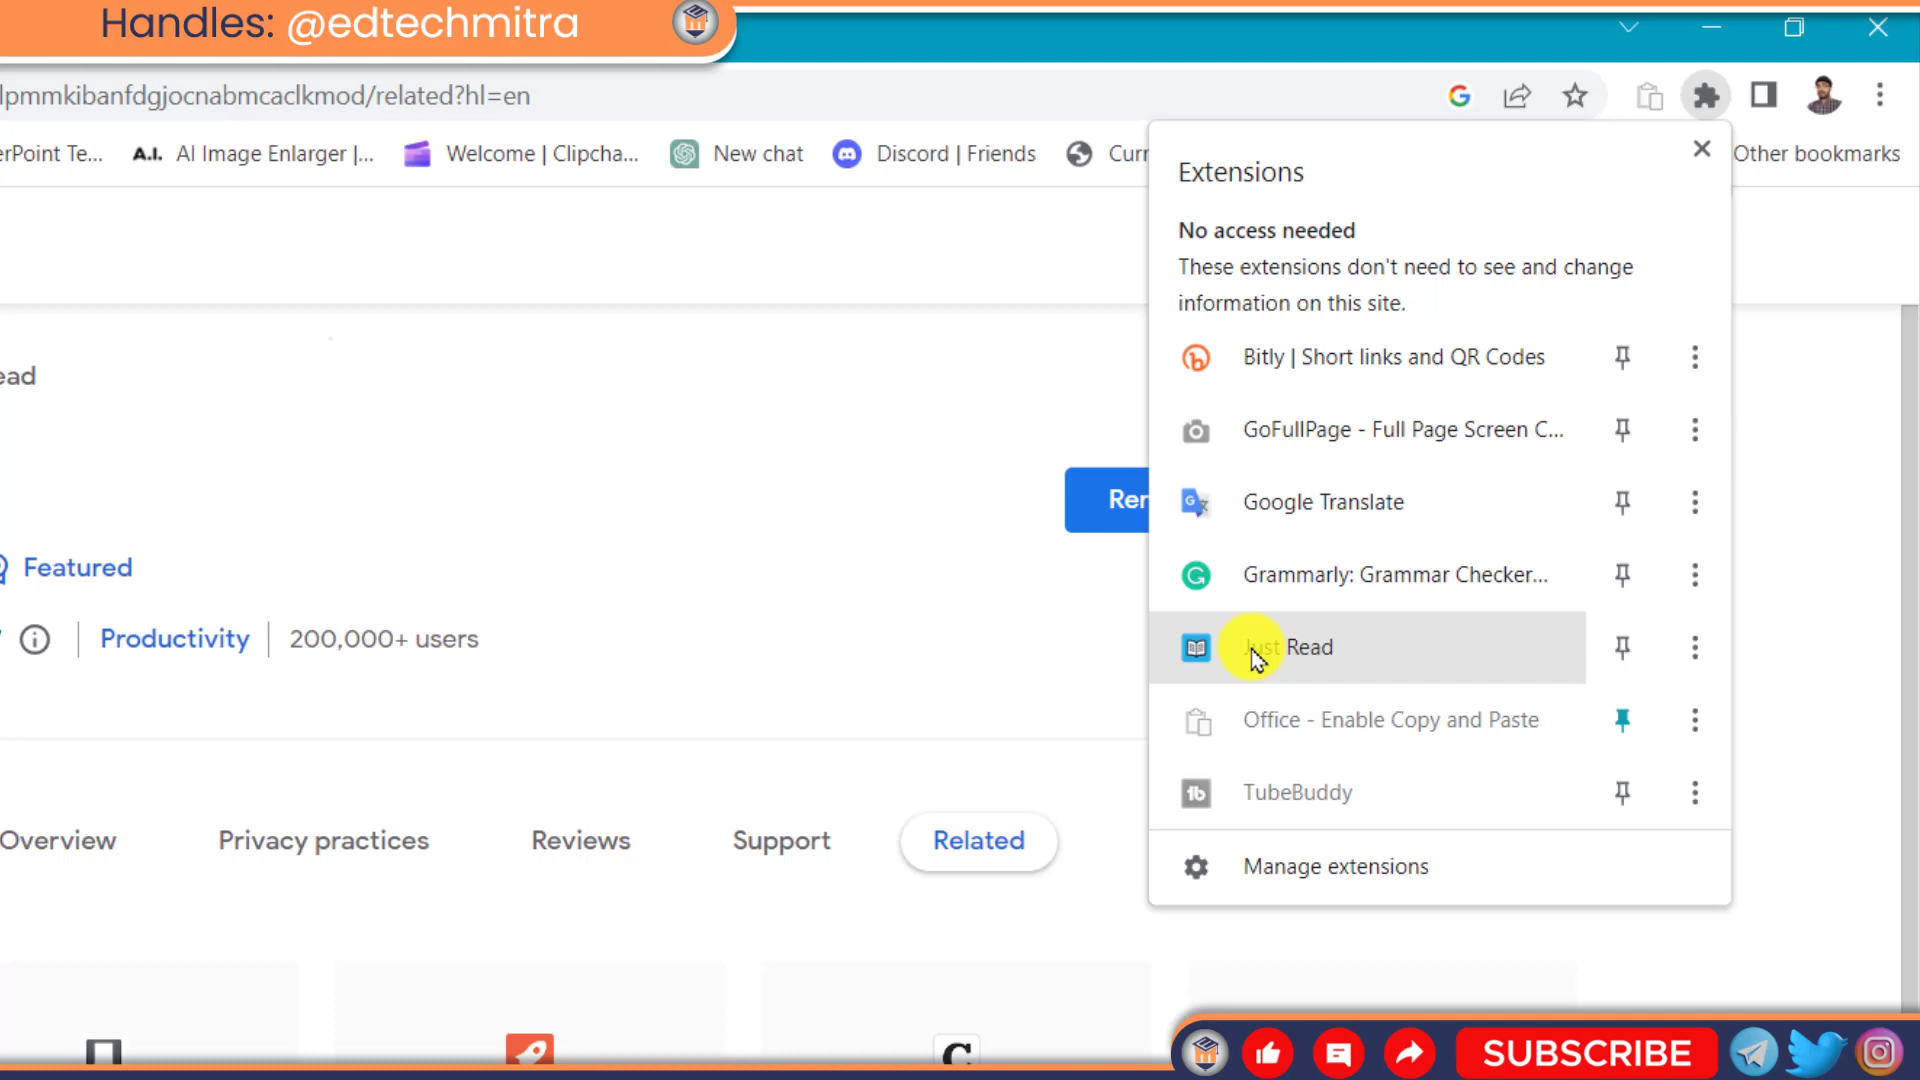 Handles: @edtechmitra
lpmmkibanfdgjocnabmcaclkmod/related?hl=en
erPoint Te... A.I. AI Image Enlarger |... Welcome | Clipcha... New chat Discord | Friends Curr Other bookmarks
Extensions
No access needed
These extensions don't need to see and change
information on this site.
Bitly | Short links and QR Codes
ead
GoFullPage - Full Page Screen C...
Rer
Google Translate
Featured
Grammarly: Grammar Checker...
Productivity 200,000+ users
Just Read
Office - Enable Copy and Paste
TubeBuddy
Overview Privacy practices Reviews Support Related
Manage extensions
SUBSCRIBE